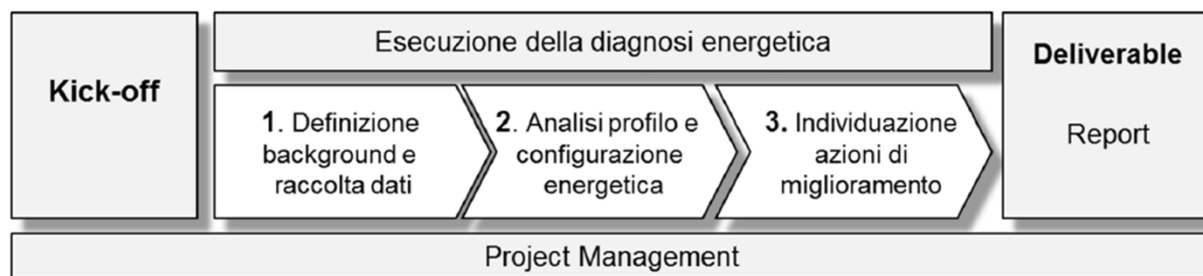 Kick-off
Esecuzione della diagnosi energetica
1. Definizione
background e
raccolta dati
2. Analisi profilo e
configurazione
energetica
3. Individuazione
azioni di
miglioramento
Deliverable
Report
Project Management